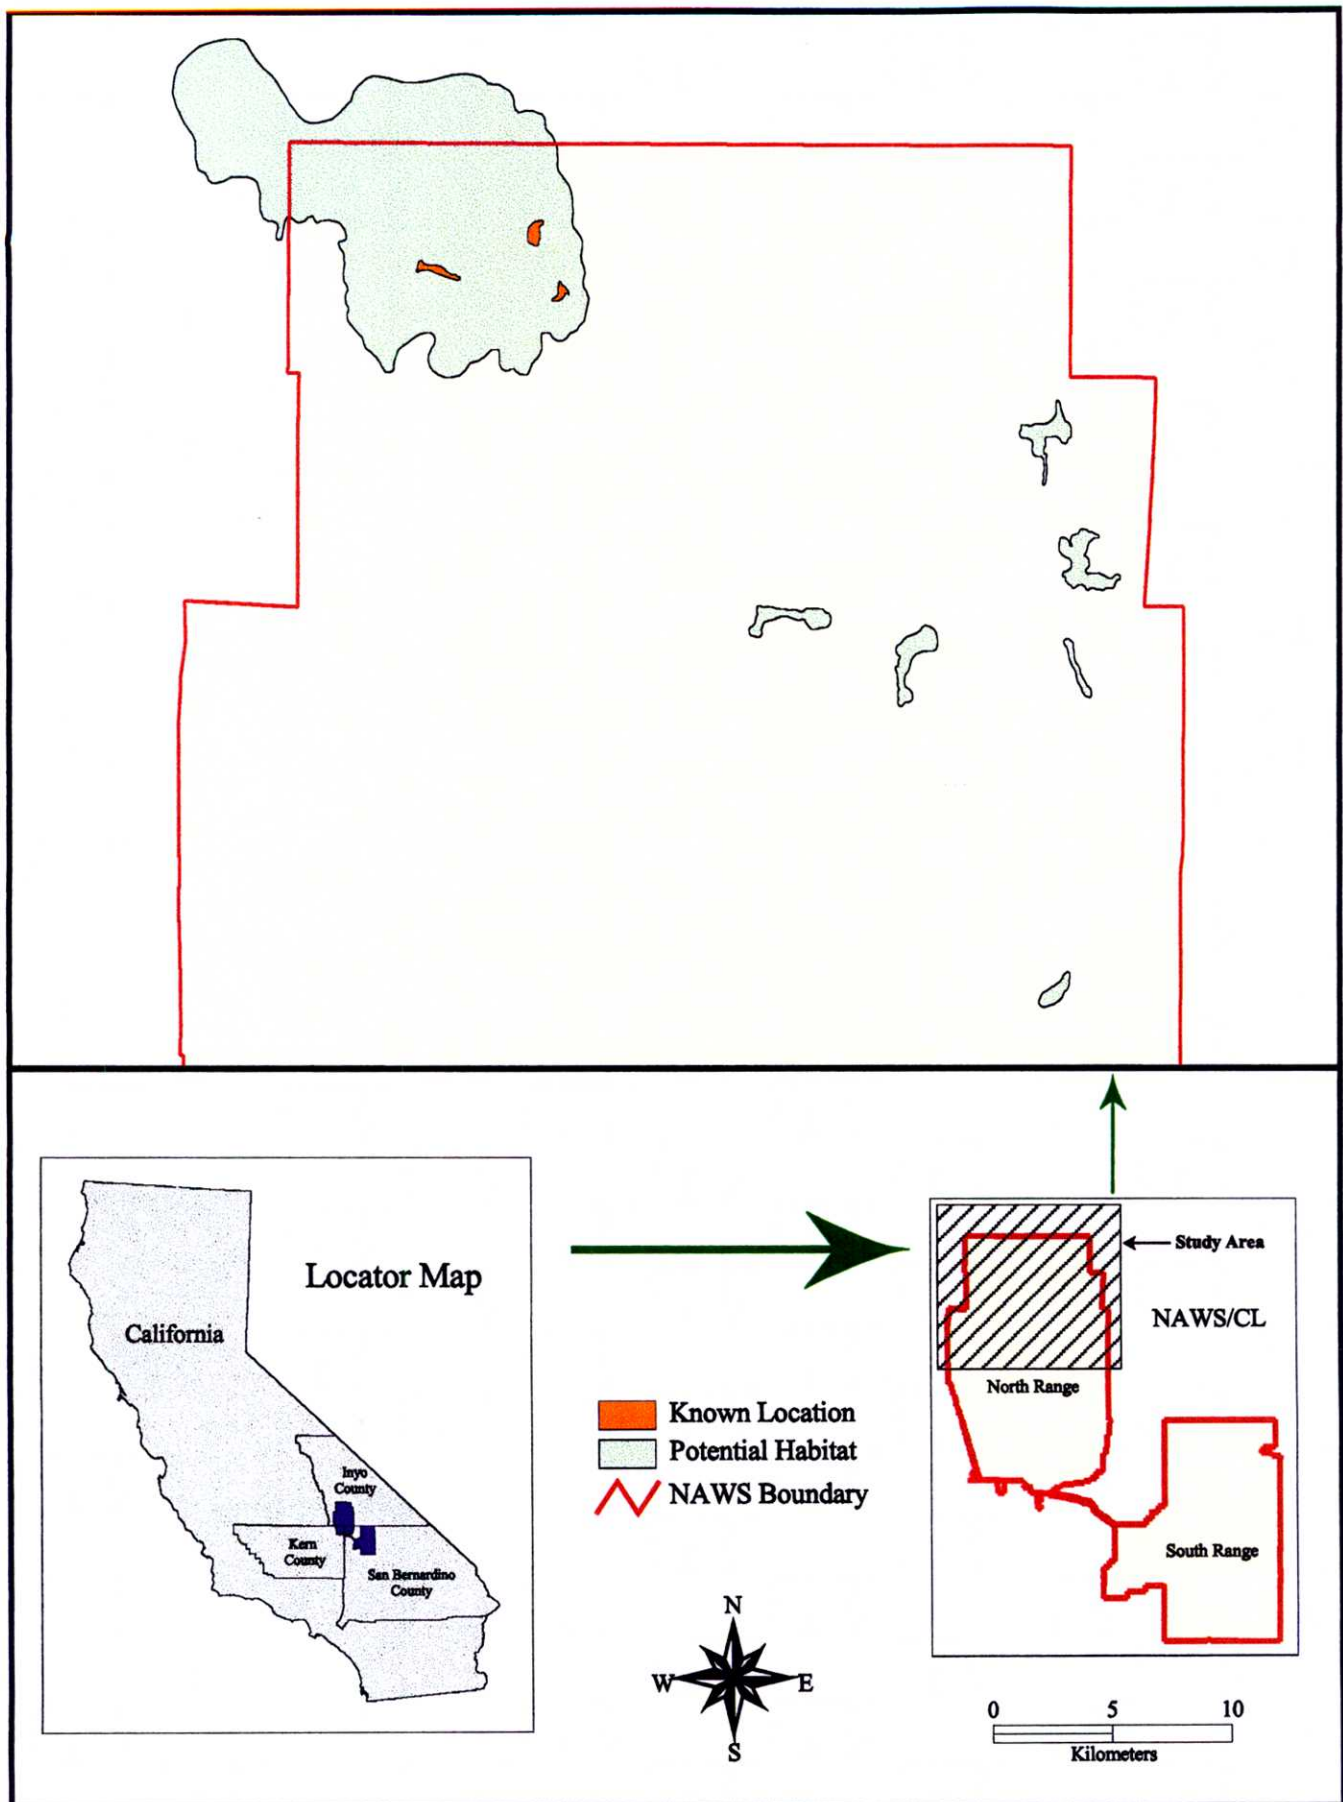 Locator Map
California
Inyo
County
Kern
County
San Bernardino
County
Known Location
Potential Habitat
NAWS Boundary
N
W
E
S
Study Area
NAWS/CL
North Range
South Range
0 5 10
Kilometers